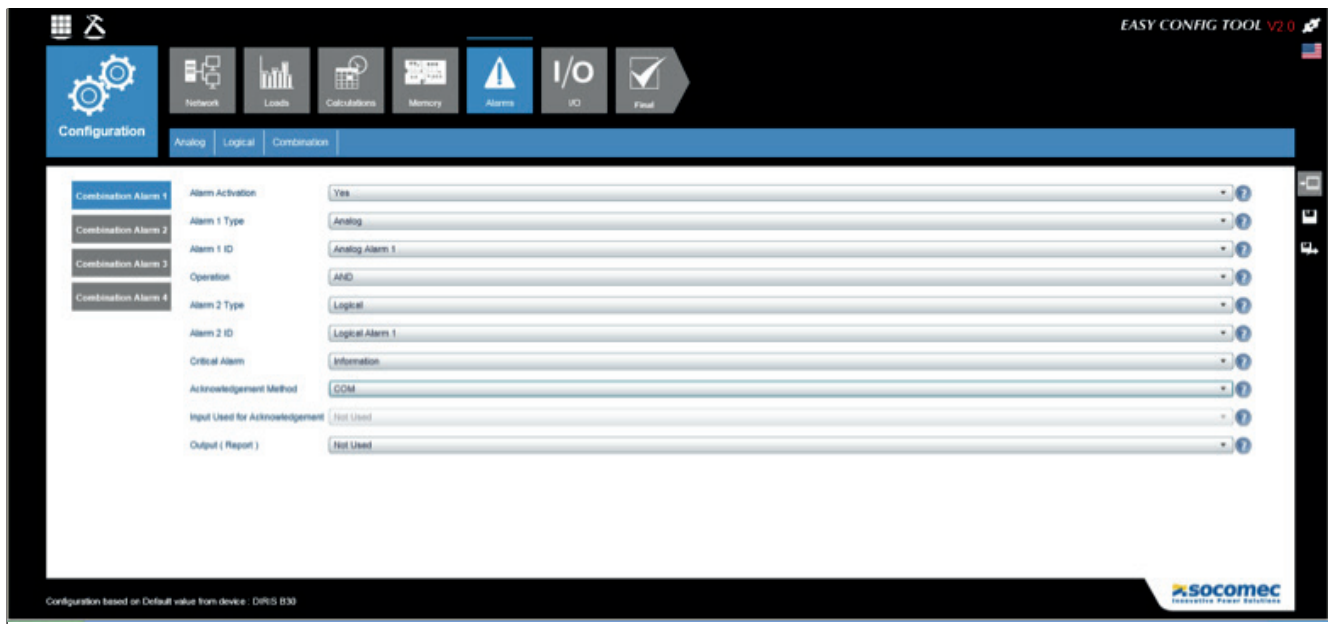 EASY CONFIG TOOL V2.0
Configuration
Network
Loads
Calculations
Memory
Alarms
I/O
I/O
Final
Analog
Logical
Combination
Combination Alarm 1
Combination Alarm 2
Combination Alarm 3
Combination Alarm 4
Alarm Activation Yes
Alarm 1 Type Analog
Alarm 1 ID Analog Alarm 1
Operation AND
Alarm 2 Type Logical
Alarm 2 ID Logical Alarm 1
Critical Alarm Information
Acknowledgement Method COM
Input Used for Acknowledgement Not Used
Output ( Report ) Not Used
Configuration based on Default value from device : DIRIS B30
socomec
Innovative Power Solutions